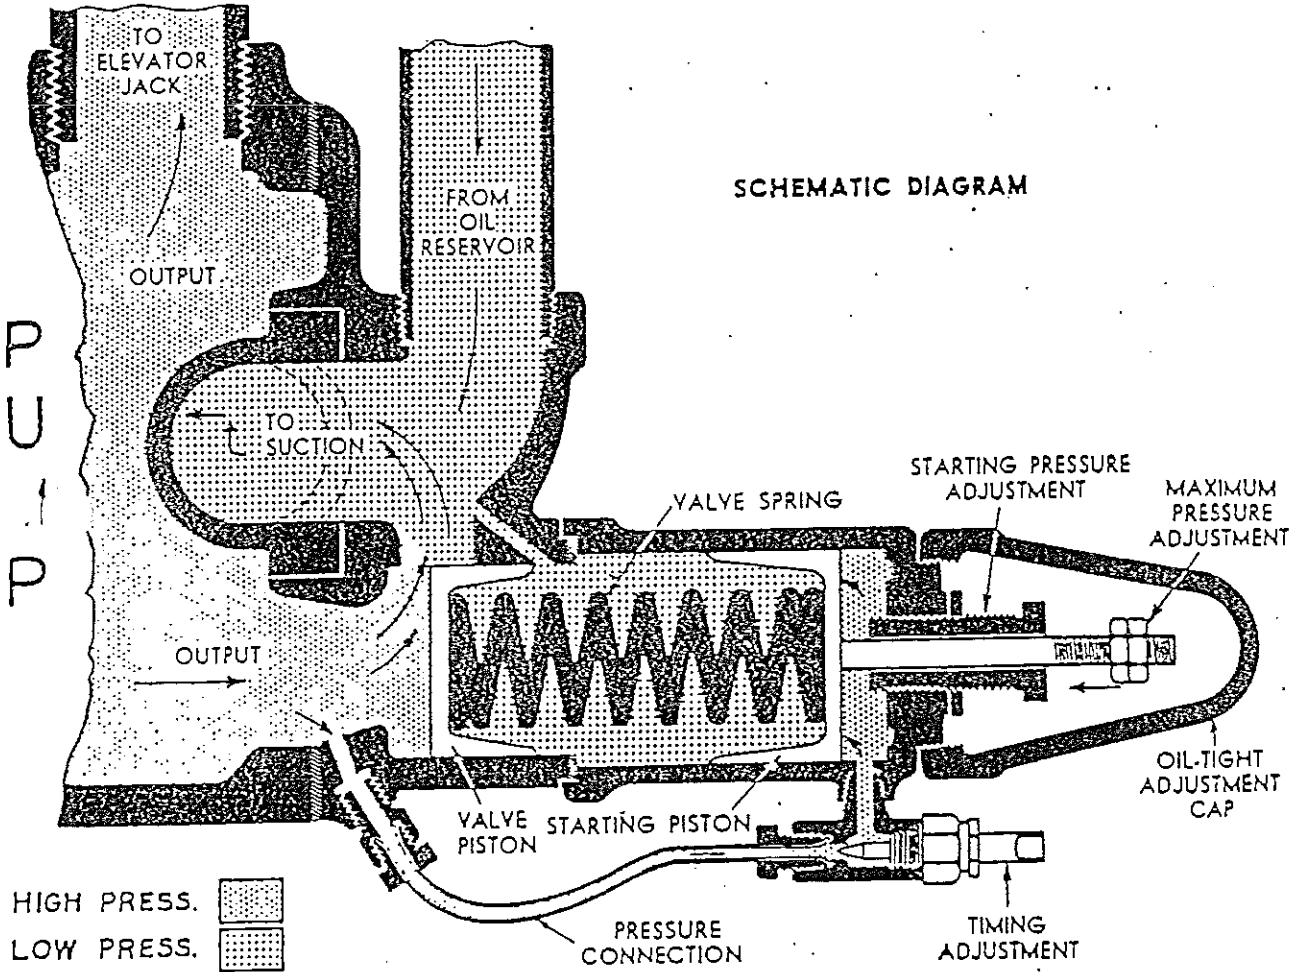 TO
ELEVATOR
JACK
FROM
OIL
RESERVOIR
SCHEMATIC DIAGRAM
OUTPUT
PUMP
TO
SUCTION
VALVE SPRING
STARTING PRESSURE
ADJUSTMENT
MAXIMUM
PRESSURE
ADJUSTMENT
OUTPUT
OIL-TIGHT
ADJUSTMENT
CAP
VALVE
PISTON
STARTING PISTON
HIGH PRESS.
LOW PRESS.
PRESSURE
CONNECTION
TIMING
ADJUSTMENT